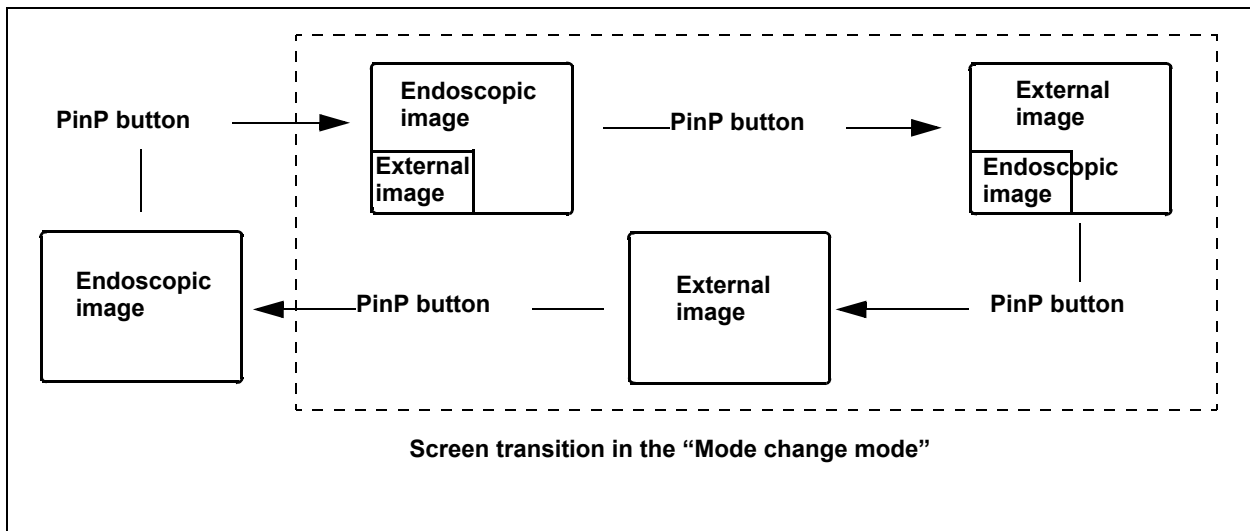 PinP button
Endoscopic
image
External
image
PinP button
External
image
Endoscopic
image
Endoscopic
image
PinP button
External
image
PinP button
Screen transition in the “Mode change mode”